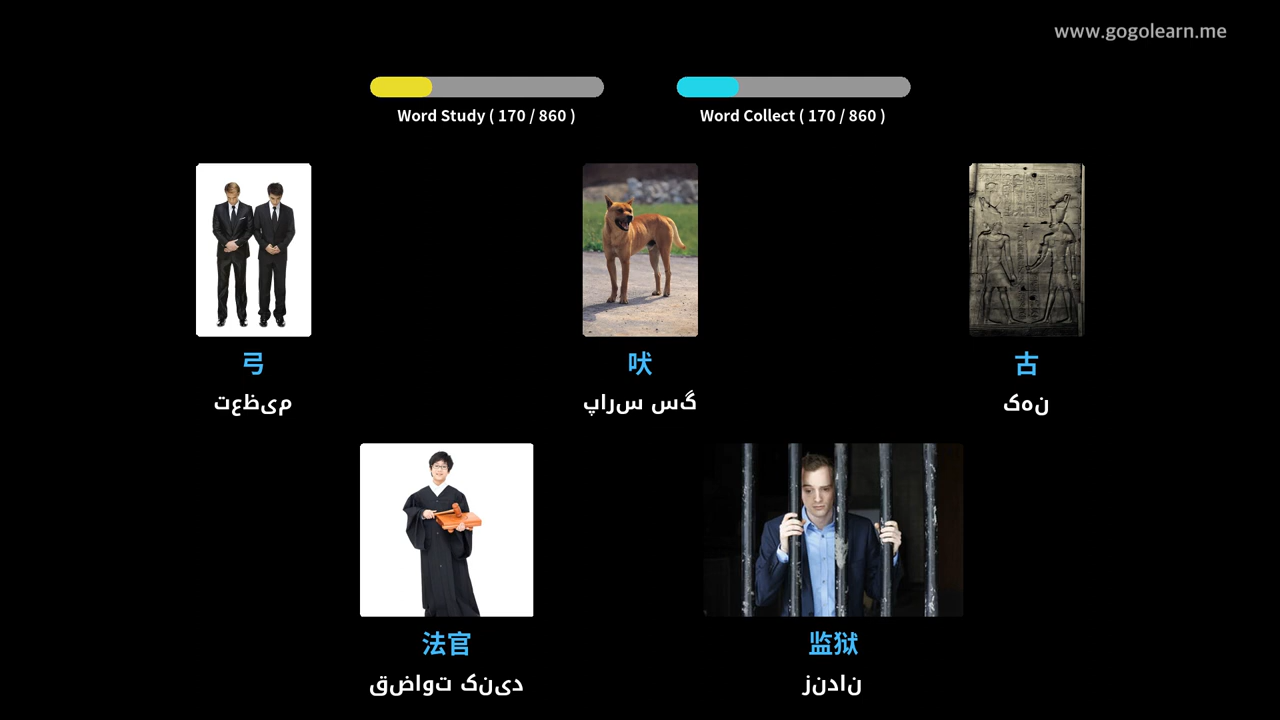 www.gogolearn.me
Word Study ( 170 / 860 )
Word Collect ( 170 / 860 )
弓
تعظیم
吠
پارس سگ
古
کهن
法官
قضاوت کنید
监狱
زندان